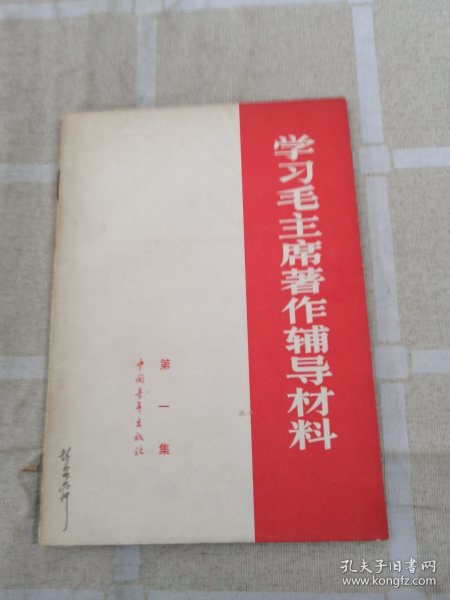 学习毛主席著作辅导材料
第一集
中国青年出版社
孔夫子旧书网
www.kongfz.com